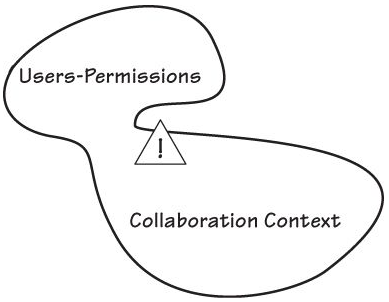 Users-Permissions
!
Collaboration Context